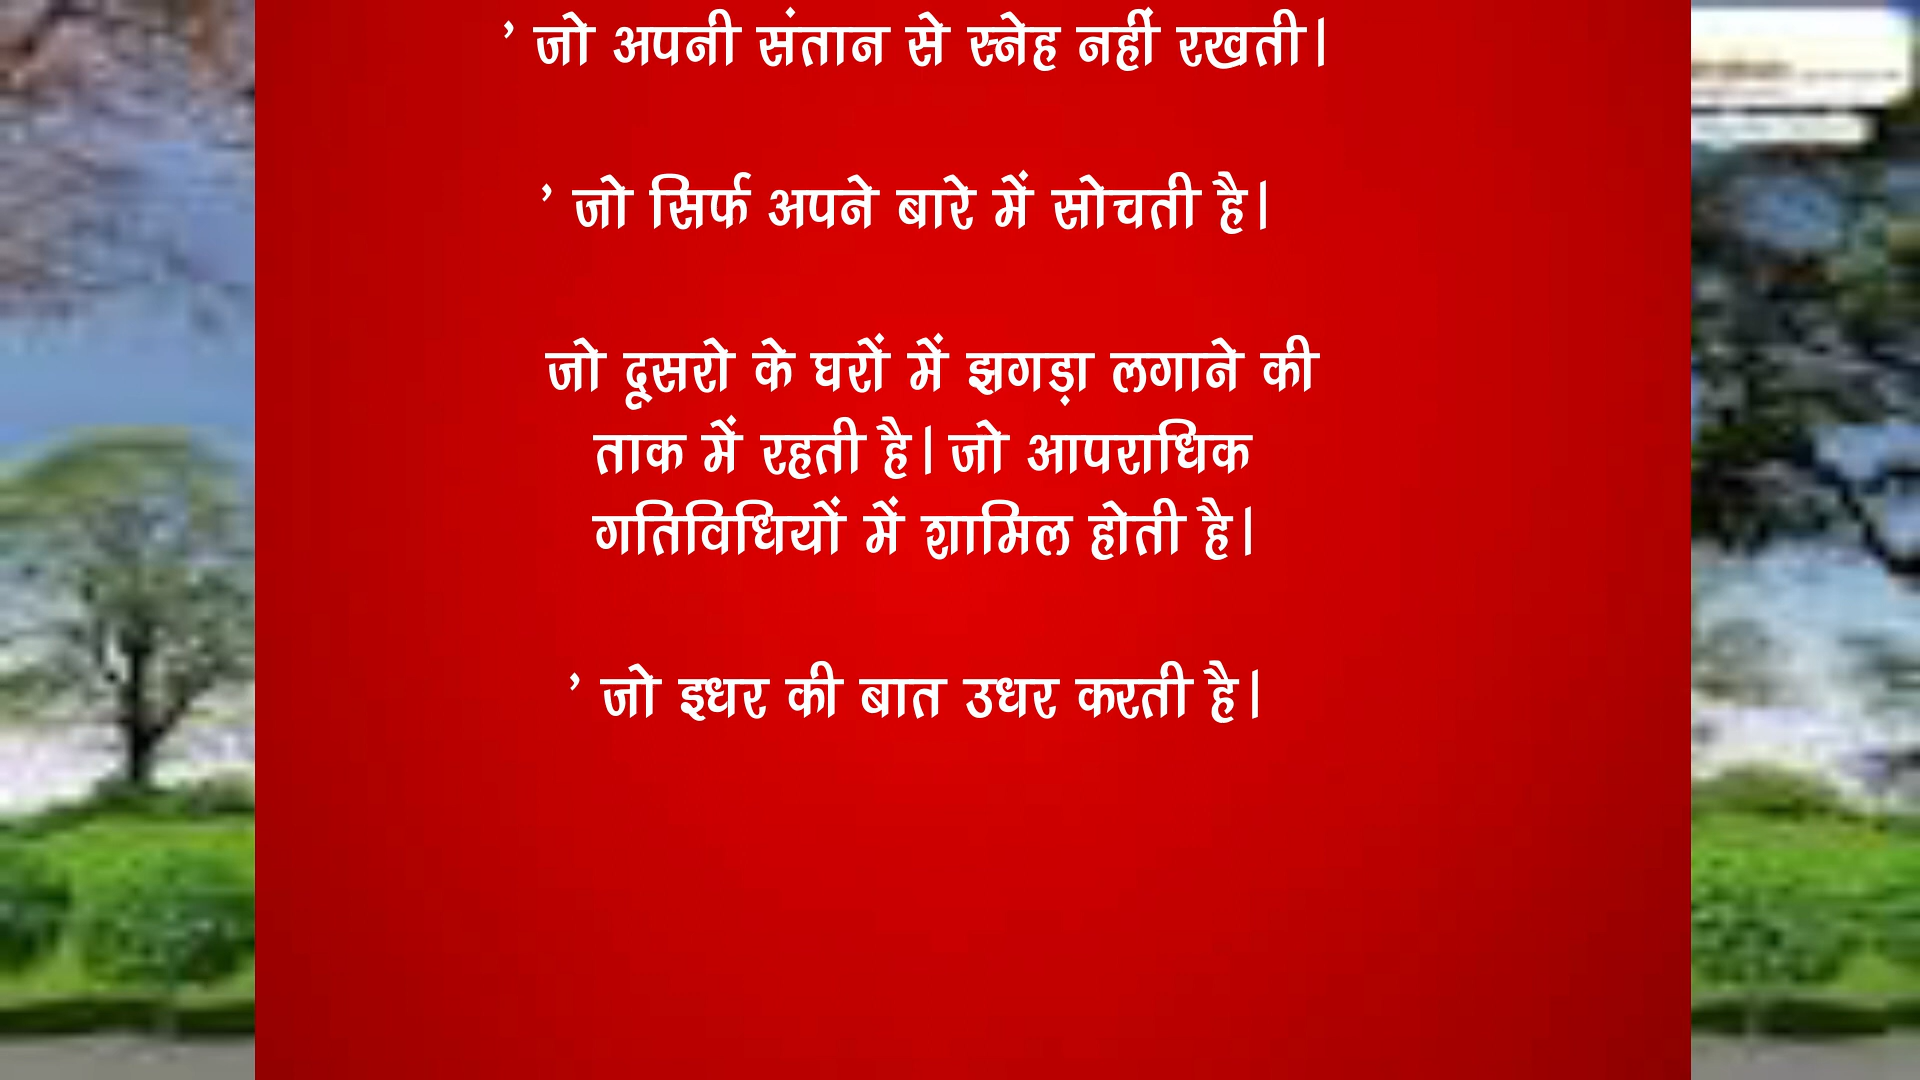 ’ जो अपनी संतान से स्नेह नहीं रखती।
’ जो सिर्फ अपने बारे में सोचती है।
जो दूसरो के घरों में झगड़ा लगाने की
ताक में रहती है। जो आपराधिक
गतिविधियों में शामिल होती है।
’ जो इधर की बात उधर करती है।